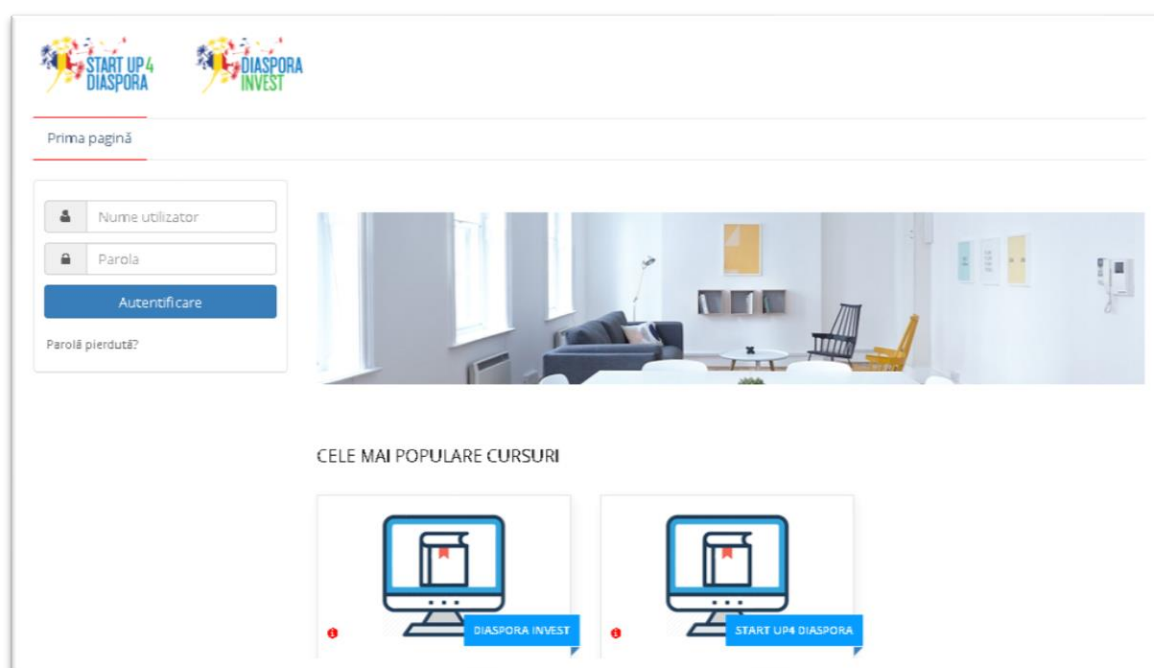 START UP4
DIASPORA
DIASPORA
INVEST
Prima pagină
Nume utilizator
Parola
Autentificare
Parolă pierdută?
CELE MAI POPULARE CURSURI
DIASPORA INVEST
START UP4 DIASPORA